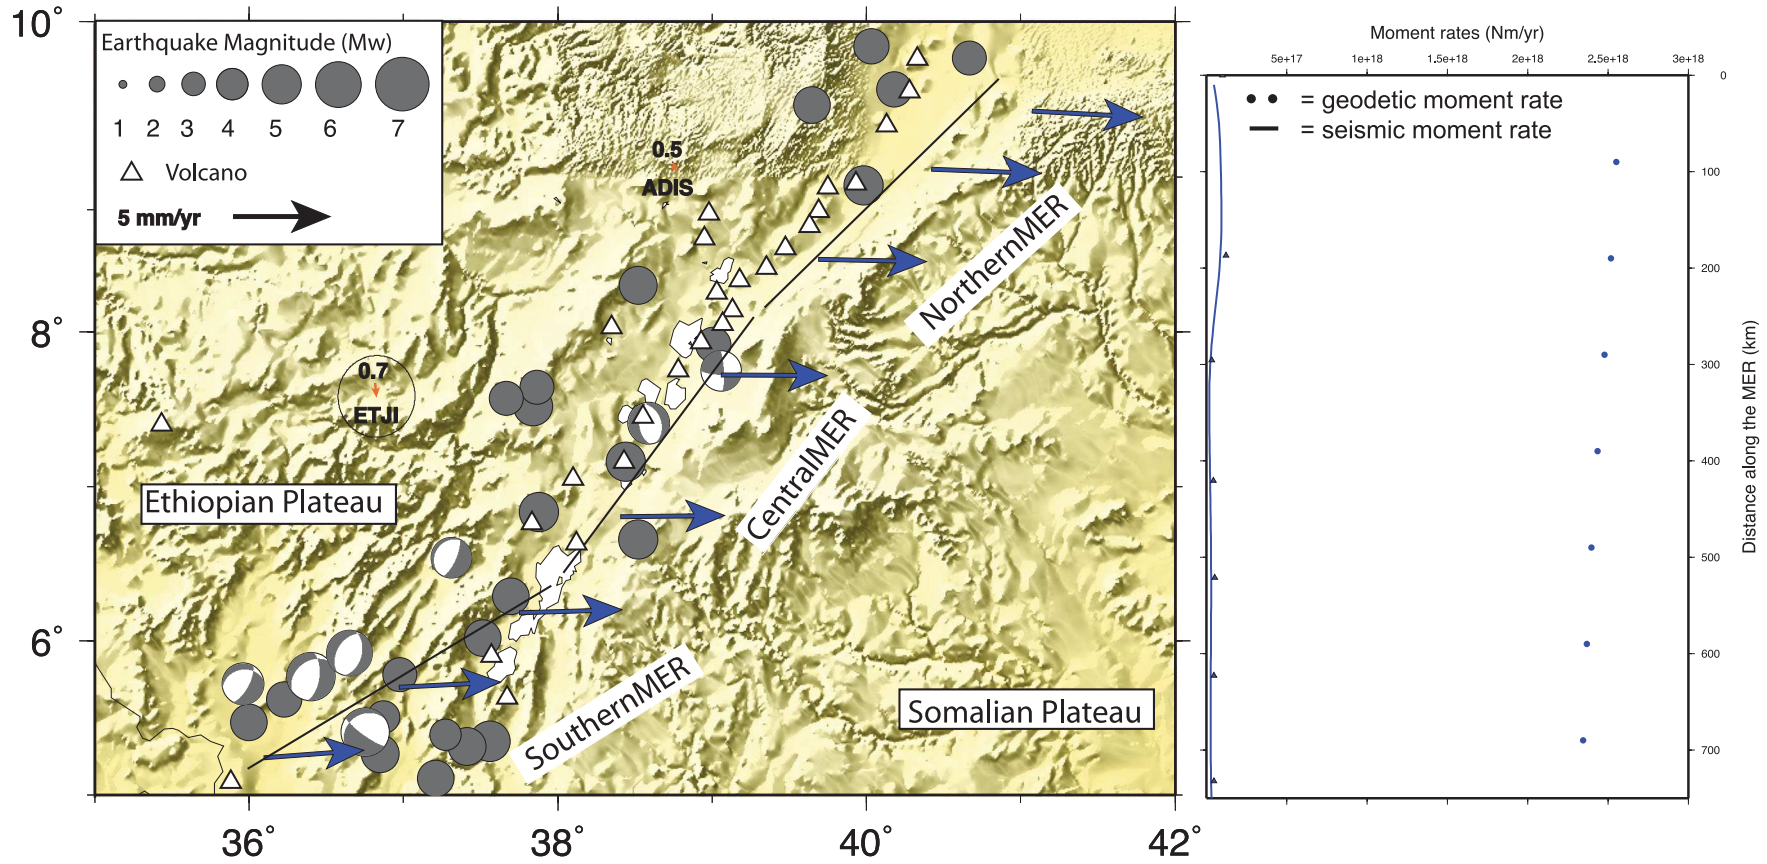 10°
8°
6°
36°
38°
40°
42°
Earthquake Magnitude (Mw)
1 2 3 4 5 6 7
Volcano
5 mm/yr
0.5
ADIS
0.7
ETJI
Ethiopian Plateau
NorthernMER
CentralMER
SouthernMER
Somalian Plateau
Moment rates (Nm/yr)
5e+17 1e+18 1.5e+18 2e+18 2.5e+18 3e+18
= geodetic moment rate
= seismic moment rate
0
100
200
300
400
500
600
700
Distance along the MER (km)